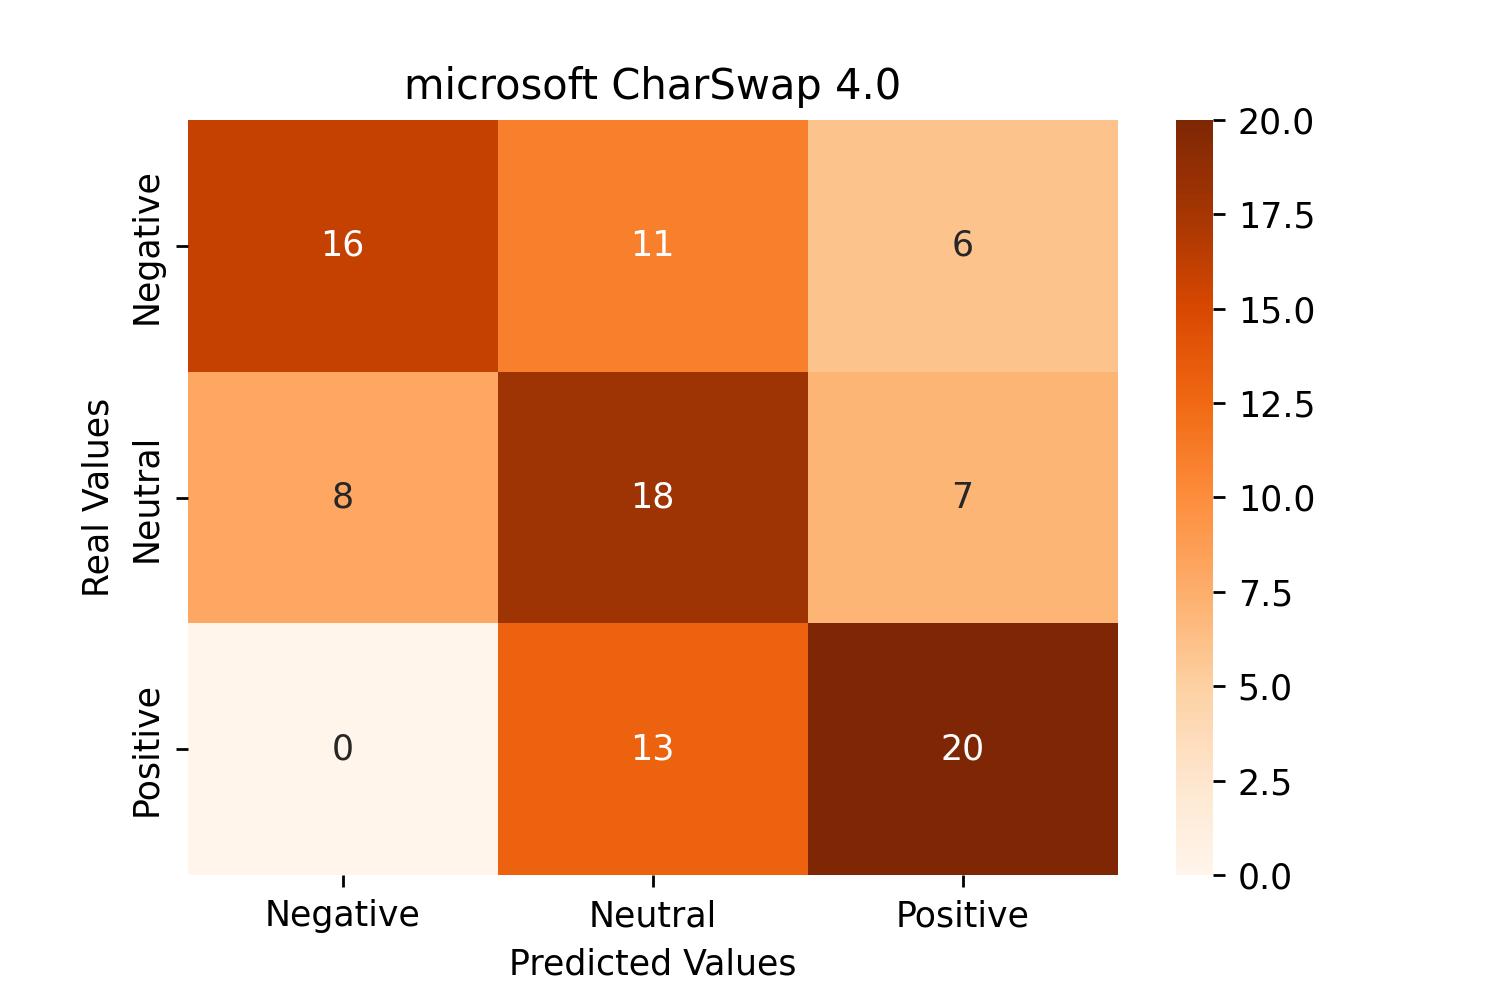 microsoft CharSwap 4.0
Real Values
Negative
16 11 6
Neutral
8 18 7
Positive
0 13 20
Negative Neutral Positive
Predicted Values
20.0
17.5
15.0
12.5
10.0
7.5
5.0
2.5
0.0